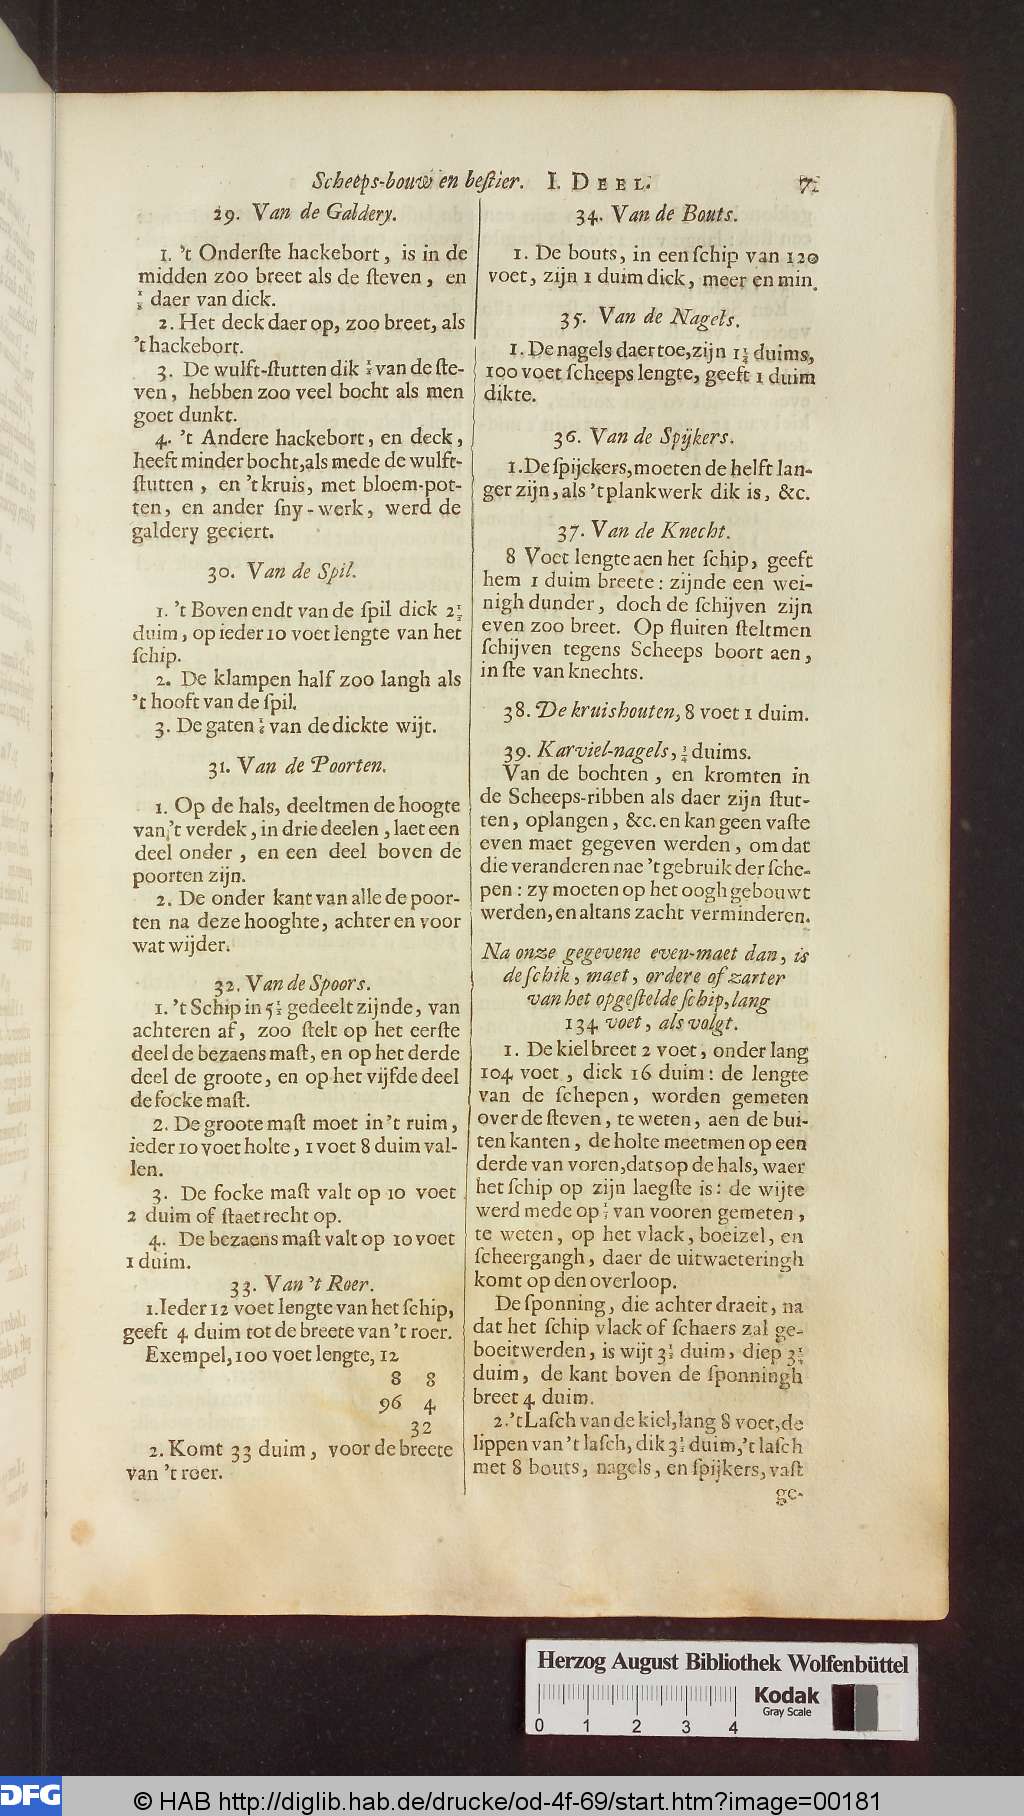 Scheeps-bouw en beſtier. I. DEEL. 71
29. Van de Galdery.
1. 't Onderſte hackebort, is in de
midden zoo breet als de ſteven, en
daer van dick.
2. Het deck daer op, zoo breet, als
't hackebort.
3. De wulft-ſtutten dik van de ſte-
ven, hebben zoo veel bocht als men
goet dunkt.
4. 't Andere hackebort, en deck,
heeft minder bocht, als mede de wulft-
ſtutten, en 't kruis, met bloem-pot-
ten, en ander ſny-werk, werd de
galdery geciert.
30. Van de Spil.
1. 't Boven endt van de ſpil dick 2½
duim, op ieder 10 voet lengte van het
ſchip.
2. De klampen half zoo langh als
't hooft van de ſpil.
3. De gaten van de dickte wijt.
31. Van de Poorten.
1. Op de hals, deeltmen de hoogte
van 't verdek, in drie deelen, laet een
deel onder, en een deel boven de
poorten zijn.
2. De onder kant van alle de poor-
ten na deze hooghte, achter en voor
wat wijder.
32. Van de Spoors.
1. 't Schip in 5½ gedeelt zijnde, van
achteren af, zoo ſtelt op het eerſte
deel de bezaens maſt, en op het derde
deel de groote, en op het vijfde deel
de focke maſt.
2. De groote maſt moet in 't ruim,
ieder 10 voet holte, 1 voet 8 duim val-
len.
3. De focke maſt valt op 10 voet
2 duim of ſtaet recht op.
4. De bezaens maſt valt op 10 voet
1 duim.
33. Van 't Roer.
1. Ieder 12 voet lengte van het ſchip,
geeft 4 duim tot de breete van 't roer.
Exempel, 100 voet lengte, 12
8 8
96 4
32
2. Komt 33 duim, voor de breete
van 't roer.
34. Van de Bouts.
1. De bouts, in een ſchip van 120
voet, zijn 1 duim dick, meer en min.
35. Van de Nagels.
1. De nagels daer toe, zijn 1¼ duims,
100 voet ſcheeps lengte, geeft 1 duim
dikte.
36. Van de Spijkers.
1. De ſpijckers, moeten de helft lan-
ger zijn, als 't plankwerk dik is, &c.
37. Van de Knecht.
8 Voet lengte aen het ſchip, geeft
hem 1 duim breete: zijnde een wei-
nigh dunder, doch de ſchijven zijn
even zoo breet. Op fluiten ſteltmen
ſchijven tegens Scheeps boort aen,
in ſte van knechts.
38. De kruishouten, 8 voet 1 duim.
39. Karviel-nagels, ¾ duims.
Van de bochten, en kromten in
de Scheeps-ribben als daer zijn ſtut-
ten, oplangen, &c. en kan geen vaſte
even maet gegeven werden, om dat
die veranderen nae 't gebruik der ſche-
pen: zy moeten op het oogh gebouwt
werden, en altans zacht verminderen.
Na onze gegevene even-maet dan, is
de ſchik, maet, ordere of zarter
van het opgeſtelde ſchip, lang
134 voet, als volgt.
1. De kiel breet 2 voet, onder lang
104 voet, dick 16 duim: de lengte
van de ſchepen, worden gemeten
over de ſteven, te weten, aen de bui-
ten kanten, de holte meetmen op een
derde van voren, dats op de hals, waer
het ſchip op zijn laegſte is: de wijte
werd mede op van vooren gemeten,
te weten, op het vlack, boeizel, en
ſcheergangh, daer de uitwaeteringh
komt op den overloop.
De ſponning, die achter draeit, na
dat het ſchip vlack of ſchaers zal ge-
boeit werden, is wijt 3½ duim, diep
duim, de kant boven de ſponningh
breet 4 duim.
2. 't Laſch van de kiel, lang 8 voet, de
lippen van 't laſch, dik 3½ duim, 't laſch
met 8 bouts, nagels, en ſpijkers, vaſt
ge-
Herzog August Bibliothek Wolfenbüttel
Kodak
Gray Scale
0 1 2 3 4
DFG © HAB http://diglib.hab.de/drucke/od-4f-69/start.htm?image=00181